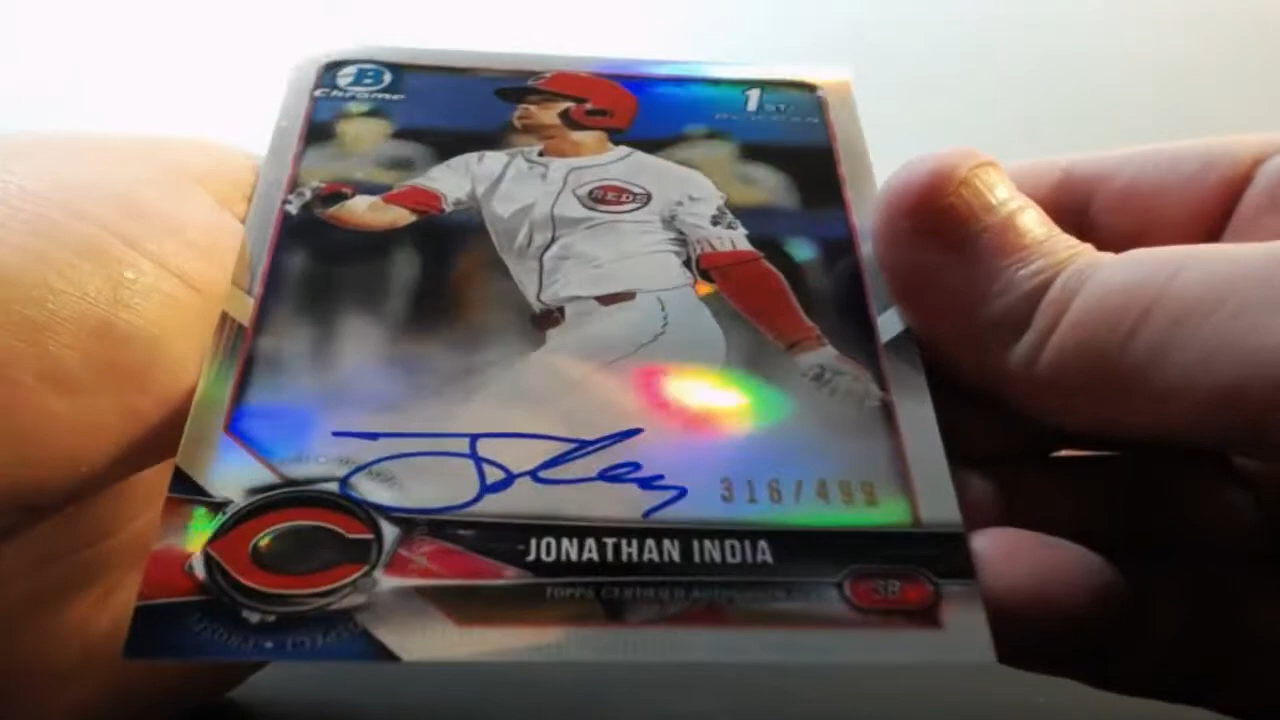 B
Chrome
1ST
BOWMAN
REDS
316/499
JONATHAN INDIA
TOPPS CERTIFIED AUTOGRAPH
3B